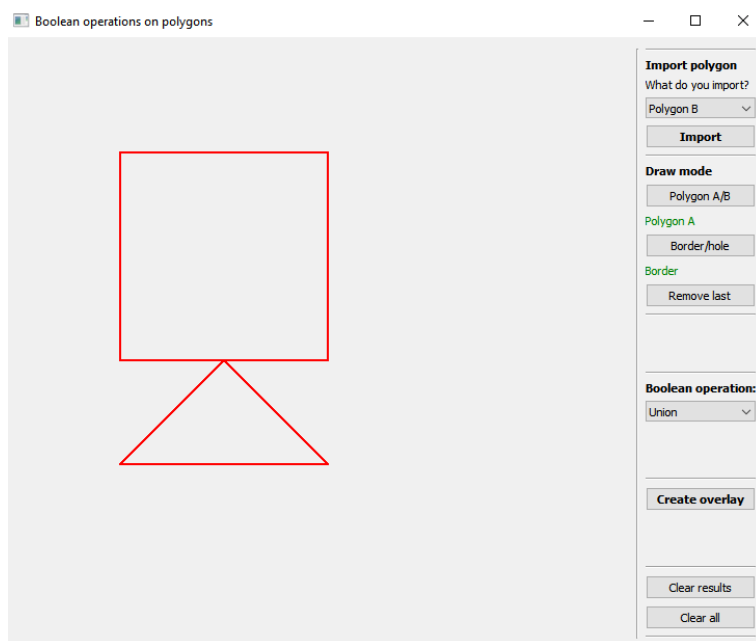 Boolean operations on polygons
Import polygon
What do you import?
Polygon B
Import
Draw mode
Polygon A/B
Polygon A
Border/hole
Border
Remove last
Boolean operation:
Union
Create overlay
Clear results
Clear all